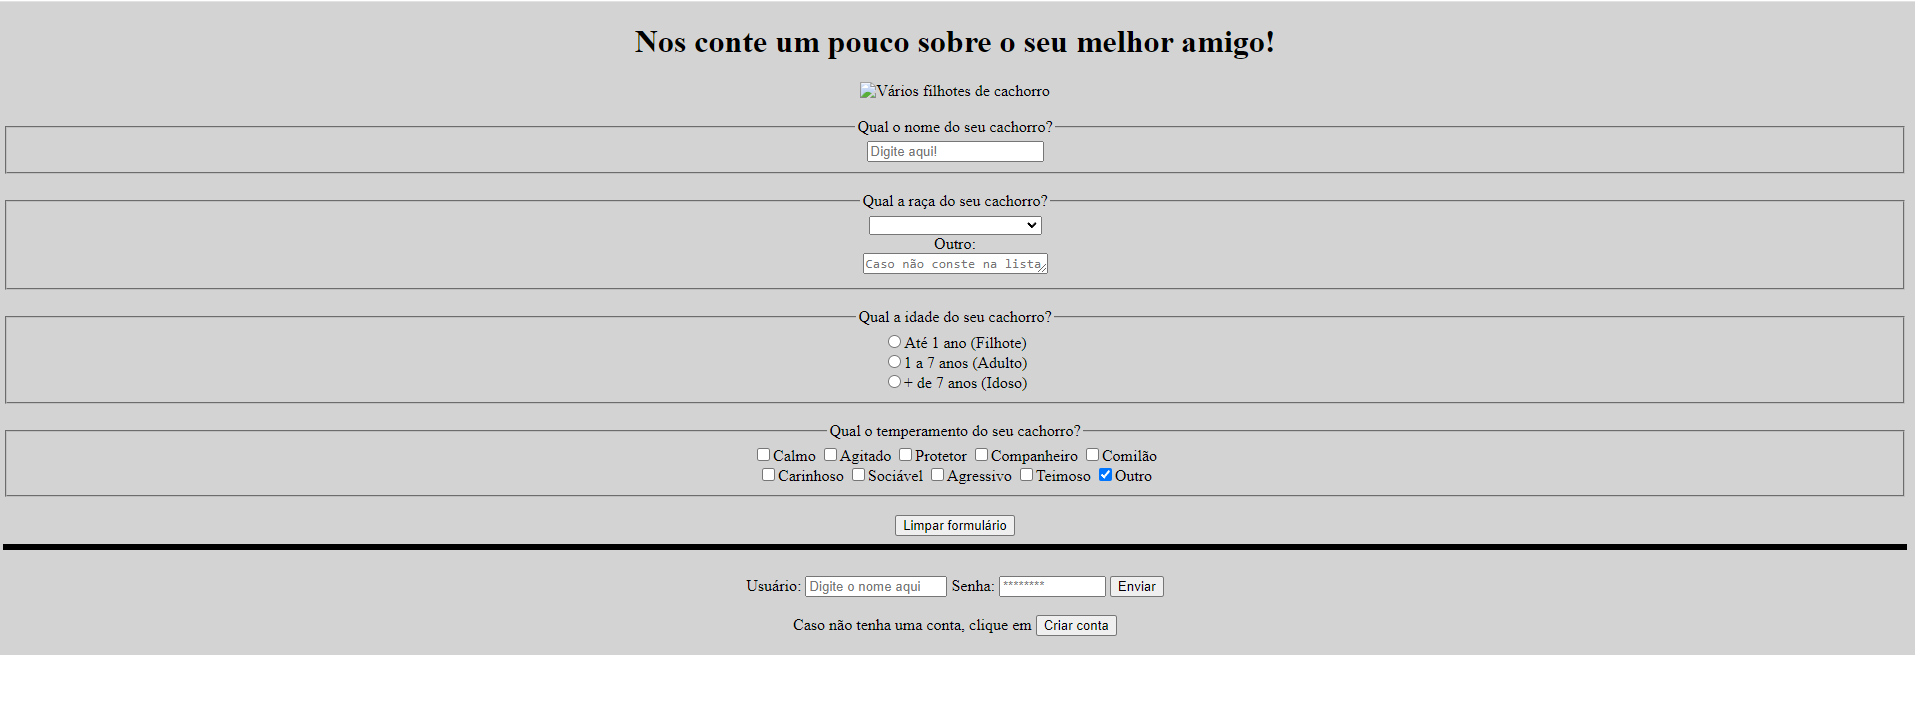 Nos conte um pouco sobre o seu melhor amigo!
Vários filhotes de cachorro
Qual o nome do seu cachorro?
Digite aqui!
Qual a raça do seu cachorro?
Outro:
Caso não conste na lista
Qual a idade do seu cachorro?
Até 1 ano (Filhote)
1 a 7 anos (Adulto)
+ de 7 anos (Idoso)
Qual o temperamento do seu cachorro?
Calmo Agitado Protetor Companheiro Comilão
Carinhoso Sociável Agressivo Teimoso Outro
Limpar formulário
Usuário: Digite o nome aqui Senha: ******** Enviar
Caso não tenha uma conta, clique em Criar conta